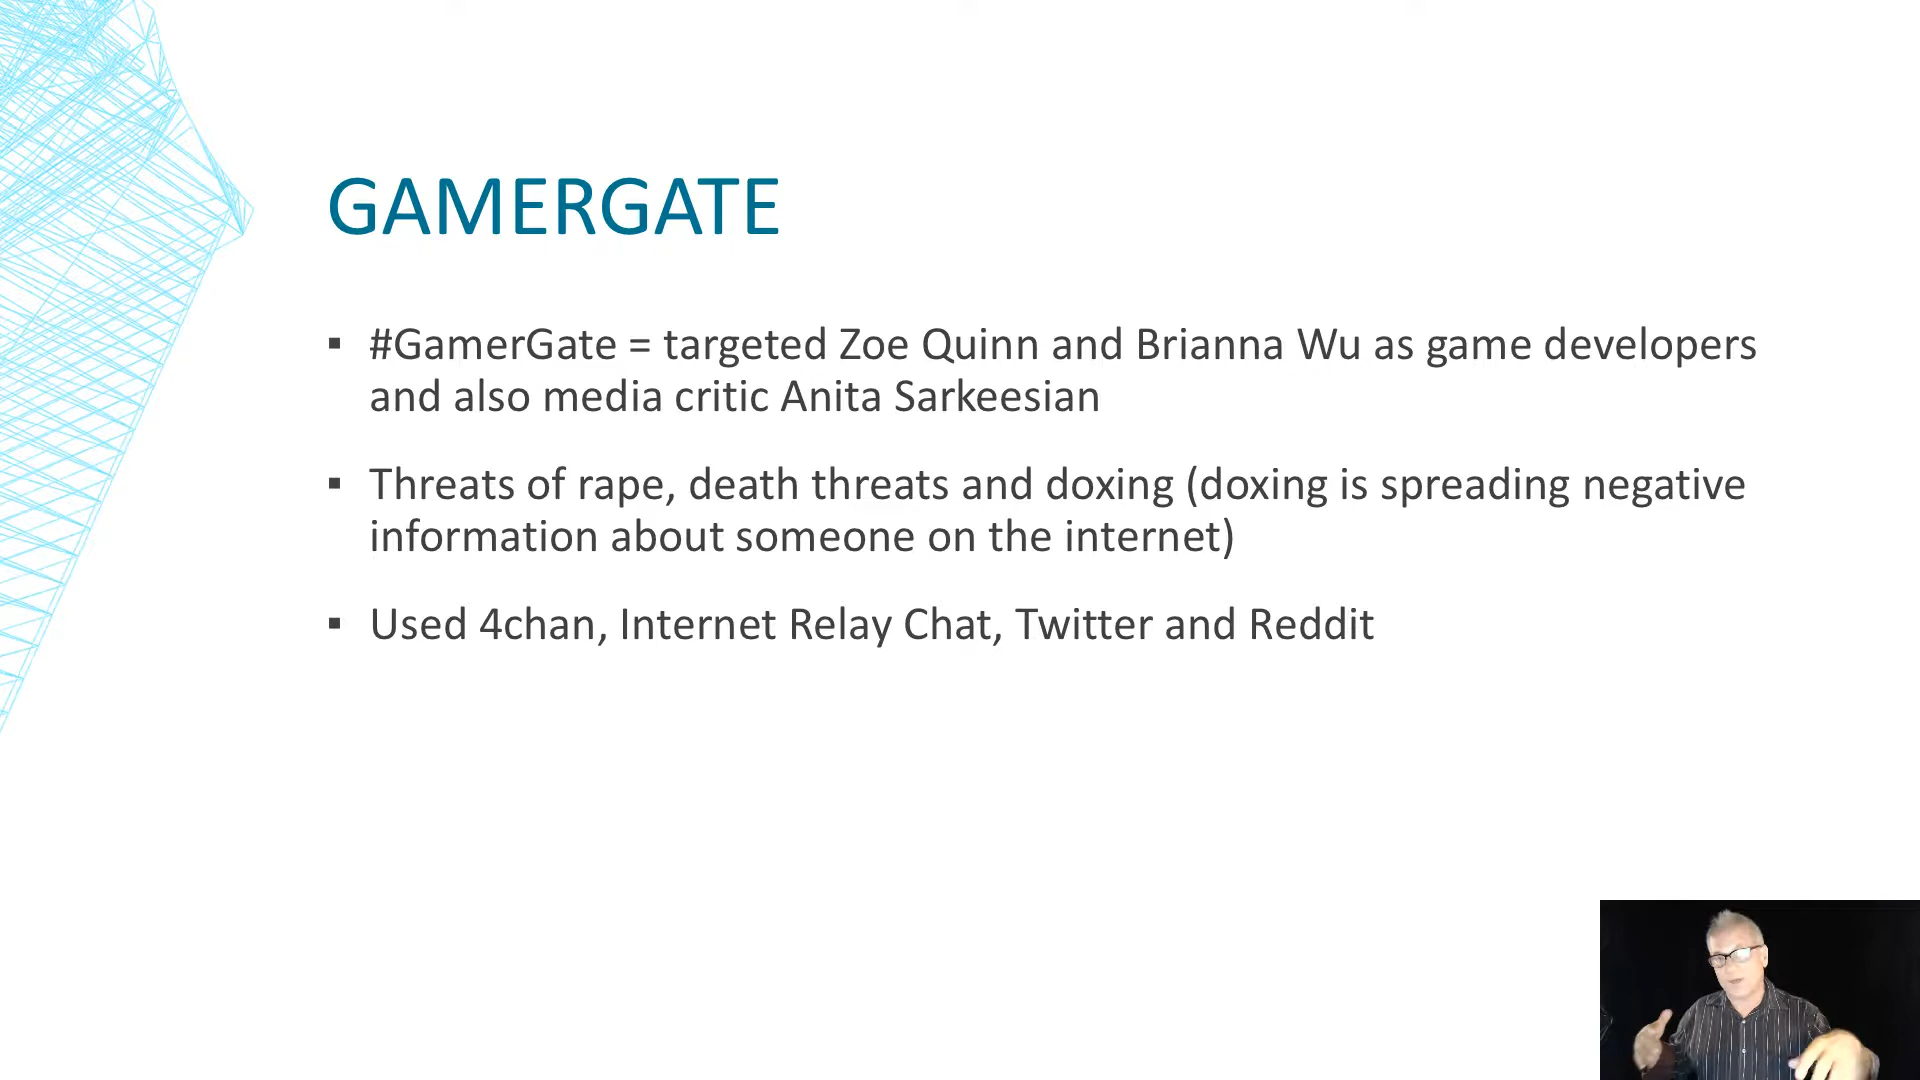 GAMERGATE
▪ #GamerGate = targeted Zoe Quinn and Brianna Wu as game developers
and also media critic Anita Sarkeesian
▪ Threats of rape, death threats and doxing (doxing is spreading negative
information about someone on the internet)
▪ Used 4chan, Internet Relay Chat, Twitter and Reddit